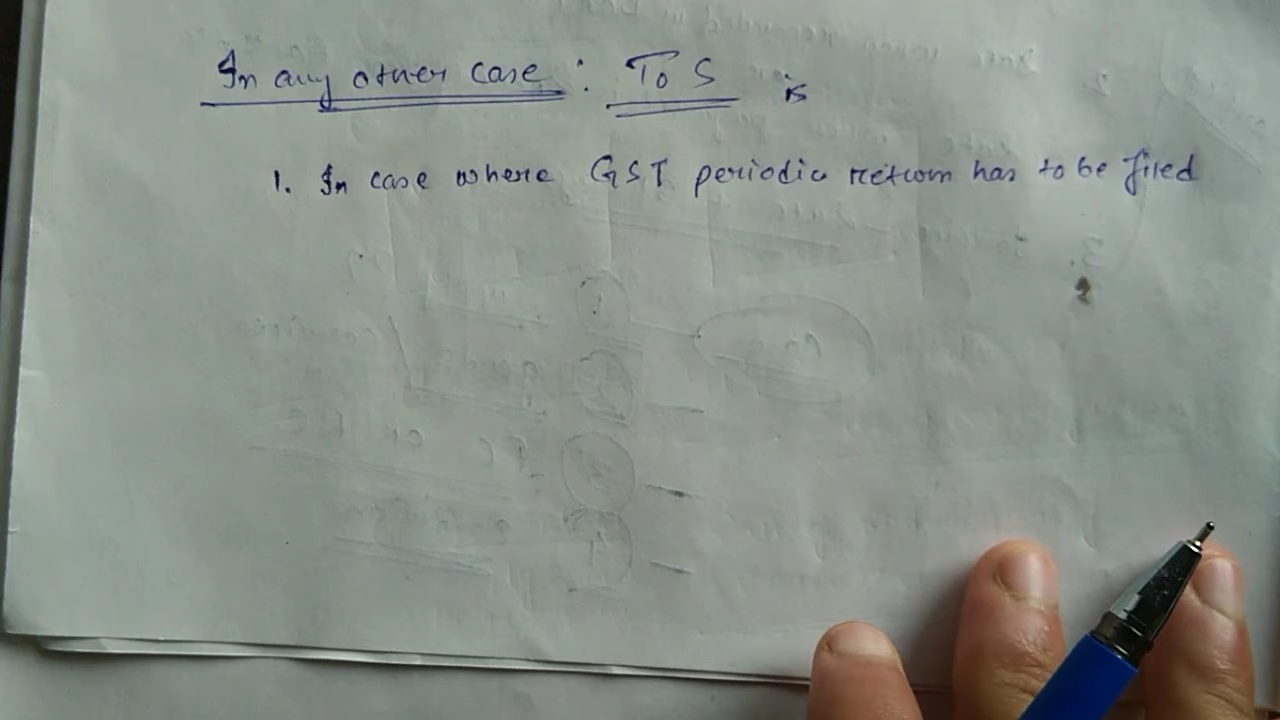 In any other case : ToS is
1. In case where GST periodic return has to be filed